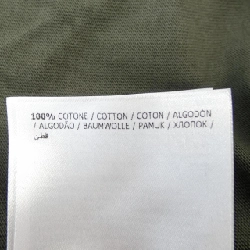 100% COTONE / COTTON / COTON / ALGODÓN
/ ALGODÃO / BAUMWOLLE / PAMUK / ХЛОПОК /
قطن